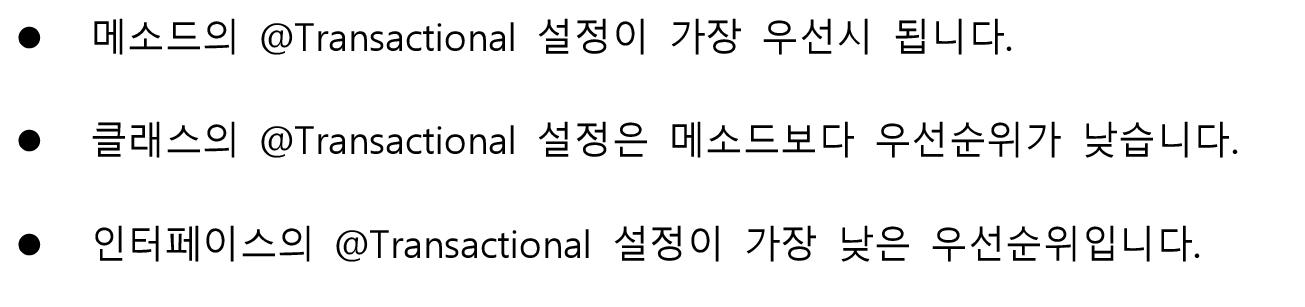 ● 메소드의 @Transactional 설정이 가장 우선시 됩니다.
● 클래스의 @Transactional 설정은 메소드보다 우선순위가 낮습니다.
● 인터페이스의 @Transactional 설정이 가장 낮은 우선순위입니다.